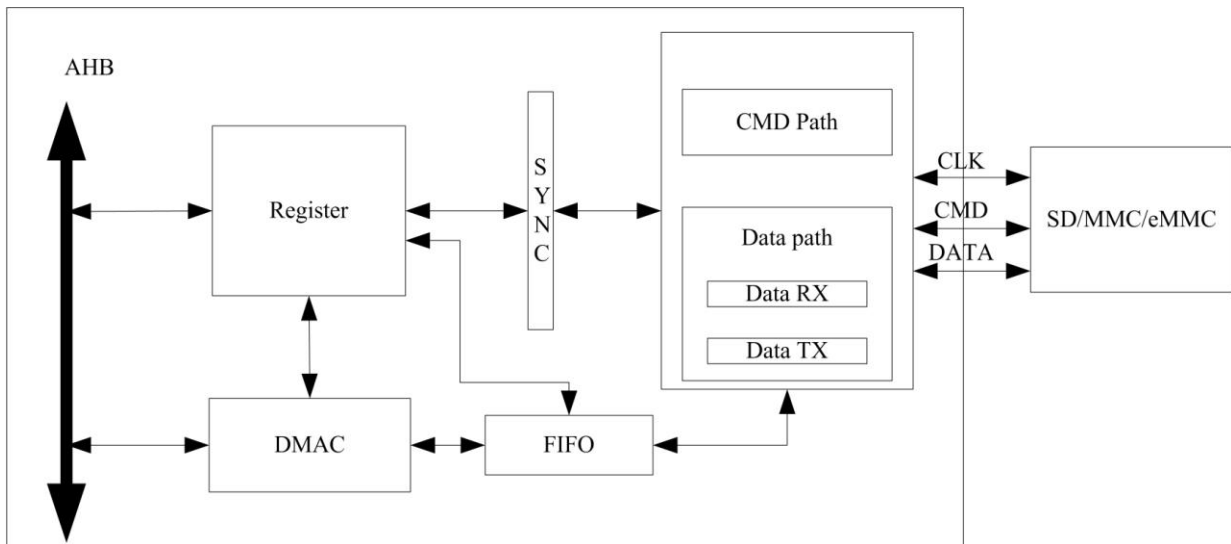 AHB
Register
S
Y
N
C
CMD Path
Data path
Data RX
Data TX
CLK
CMD
DATA
SD/MMC/eMMC
DMAC
FIFO